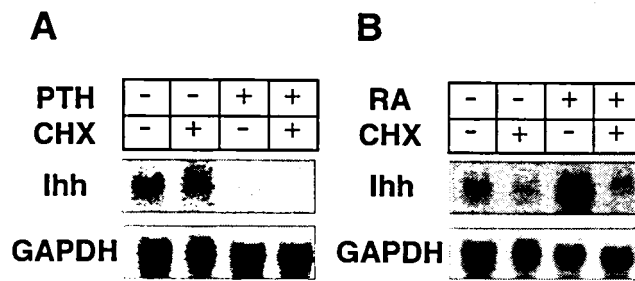 A B
PTH - - + +
CHX - + - +
Ihh
GAPDH
RA - - + +
CHX - + - +
Ihh
GAPDH